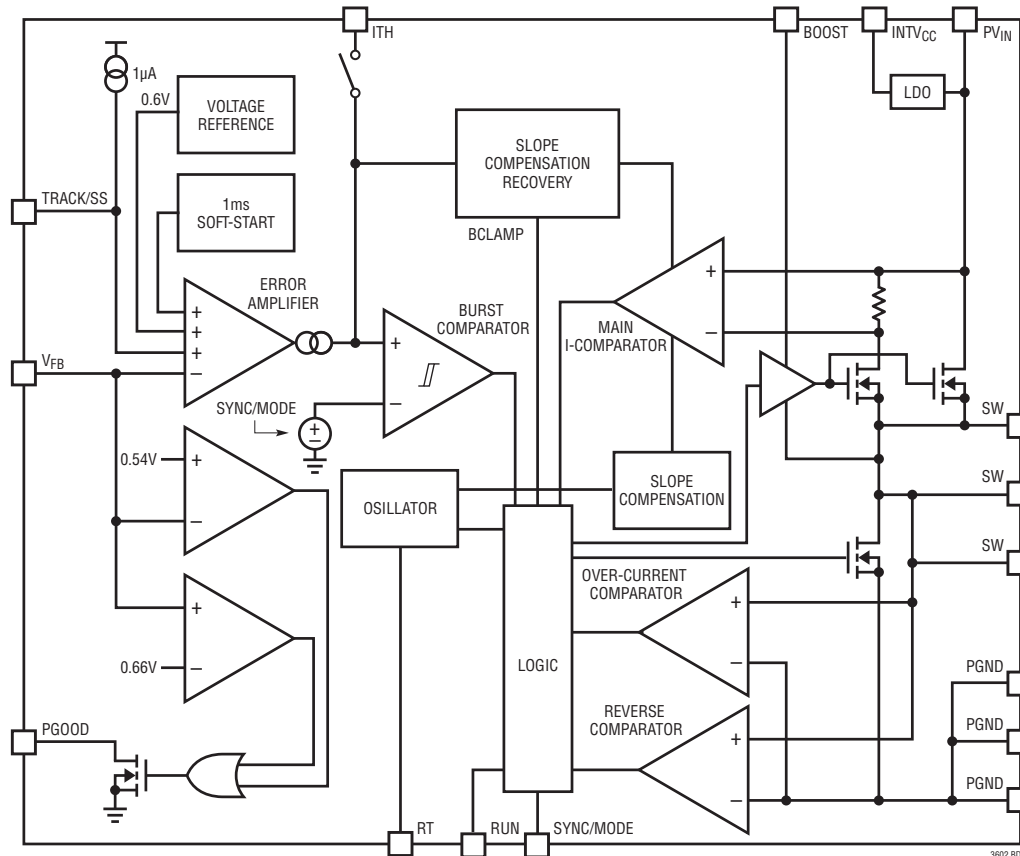 ITH
BOOST
INTVCC
PVIN
1µA
0.6V
VOLTAGE
REFERENCE
LDO
SLOPE
COMPENSATION
RECOVERY
TRACK/SS
1ms
SOFT-START
BCLAMP
ERROR
AMPLIFIER
+
+
+
–
BURST
COMPARATOR
+
–
MAIN
I-COMPARATOR
+
–
VFB
SYNC/MODE
+
–
SW
0.54V
+
–
OSILLATOR
SLOPE
COMPENSATION
SW
SW
OVER-CURRENT
COMPARATOR
+
–
+
0.66V
–
LOGIC
PGND
REVERSE
COMPARATOR
+
–
PGOOD
PGND
PGND
RT
RUN
SYNC/MODE
3602 BD